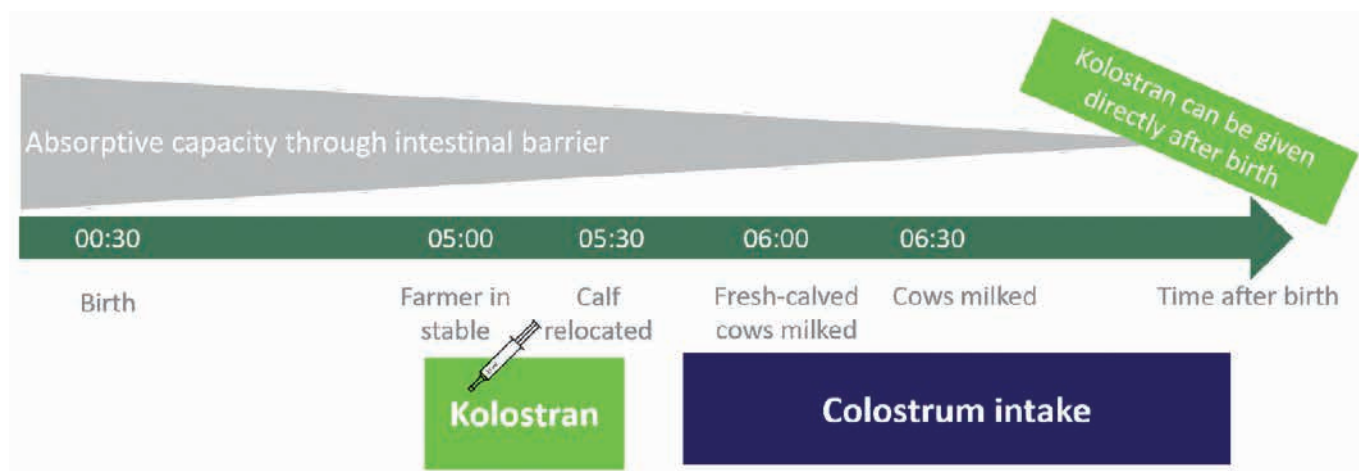 Kolostran can be given
directly after birth
Absorptive capacity through intestinal barrier
00:30
05:00
05:30
06:00
06:30
Birth
Farmer in
stable
Calf
relocated
Fresh-calved
cows milked
Cows milked
Time after birth
Kolostran
Colostrum intake